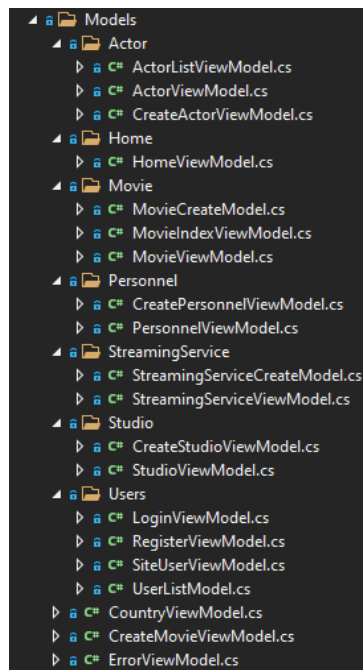 Models
Actor
C# ActorListViewModel.cs
C# ActorViewModel.cs
C# CreateActorViewModel.cs
Home
C# HomeViewModel.cs
Movie
C# MovieCreateModel.cs
C# MovieIndexViewModel.cs
C# MovieViewModel.cs
Personnel
C# CreatePersonnelViewModel.cs
C# PersonnelViewModel.cs
StreamingService
C# StreamingServiceCreateModel.cs
C# StreamingServiceViewModel.cs
Studio
C# CreateStudioViewModel.cs
C# StudioViewModel.cs
Users
C# LoginViewModel.cs
C# RegisterViewModel.cs
C# SiteUserViewModel.cs
C# UserListModel.cs
C# CountryViewModel.cs
C# CreateMovieViewModel.cs
C# ErrorViewModel.cs